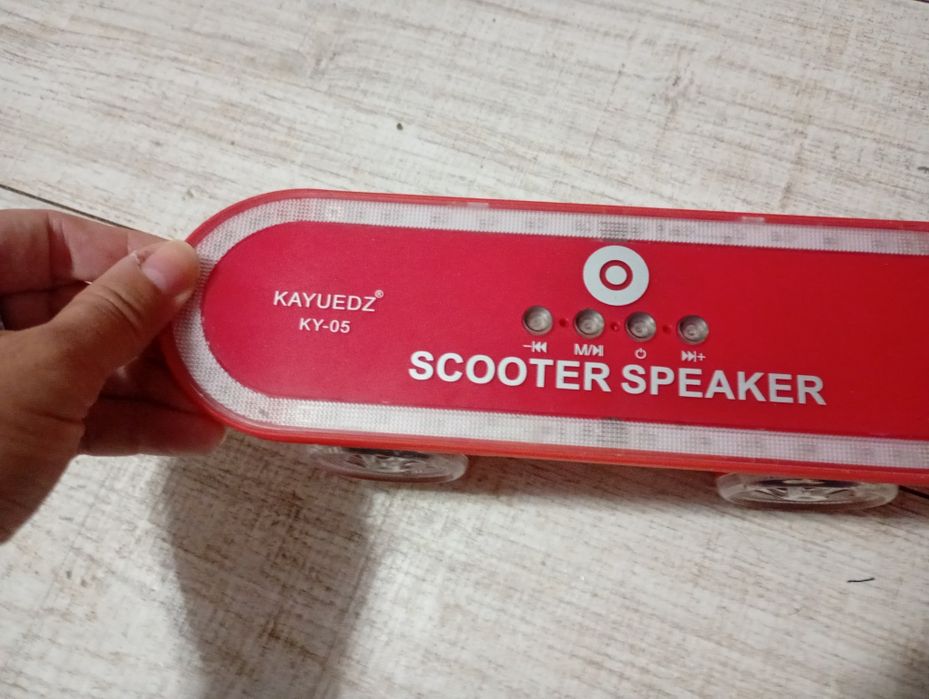 KAYUEDZ®
KY-05
- M/ +
SCOOTER SPEAKER